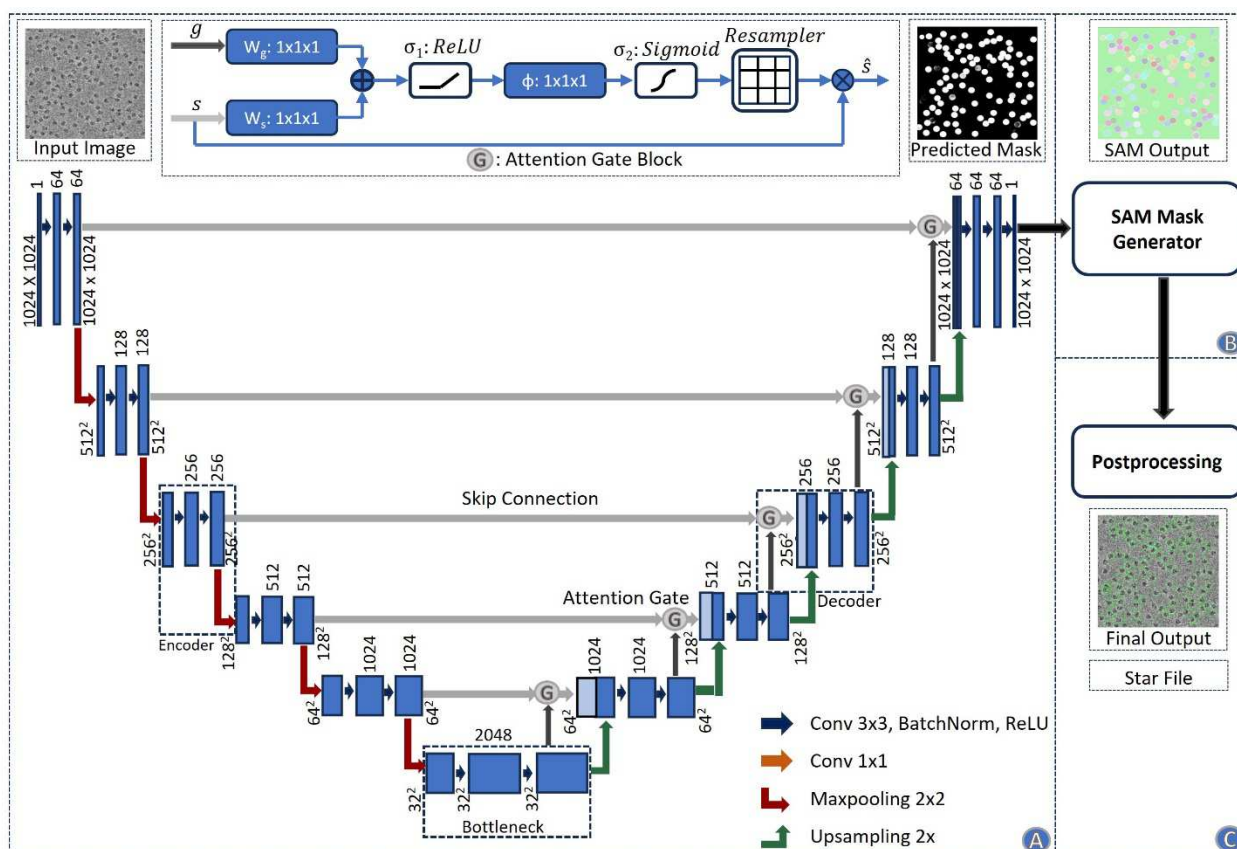 g
W_g: 1x1x1
σ₁: ReLU
ϕ: 1x1x1
σ₂: Sigmoid
Resampler
ŝ
s
W_s: 1x1x1
G : Attention Gate Block
Input Image
Predicted Mask
SAM Output
1
64
64
1024 X 1024
1024 x 1024
G
64
64
64
1
1024 x 1024
1024 x 1024
SAM Mask
Generator
B
128
128
512²
512²
G
128
128
512²
512²
Postprocessing
256
256
256²
256²
Encoder
Skip Connection
G
256
256
256²
256²
Decoder
512
512
128²
128²
Attention Gate
G
512
512
128²
128²
Final Output
Star File
1024
1024
64²
64²
G
1024
1024
64²
64²
2048
32²
32²
32²
Bottleneck
Conv 3x3, BatchNorm, ReLU
Conv 1x1
Maxpooling 2x2
Upsampling 2x
A
C